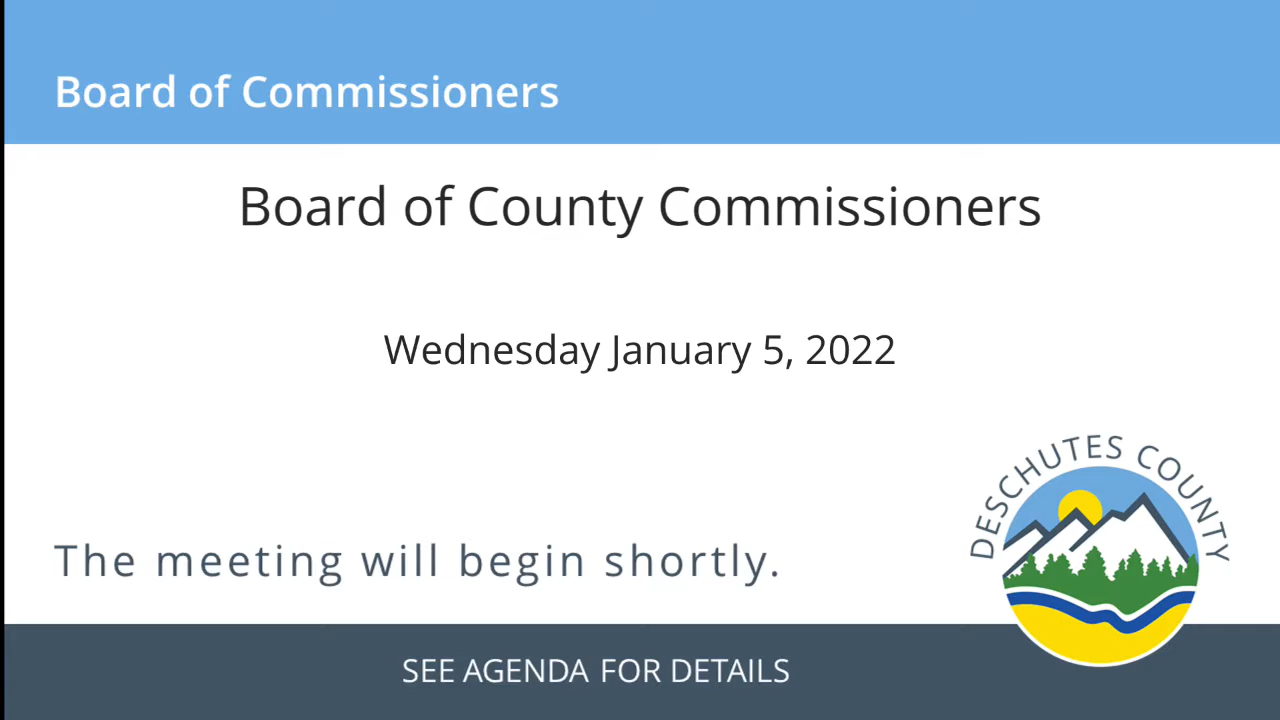 Board of Commissioners
Board of County Commissioners
Wednesday January 5, 2022
DESCHUTES COUNTY
The meeting will begin shortly.
SEE AGENDA FOR DETAILS